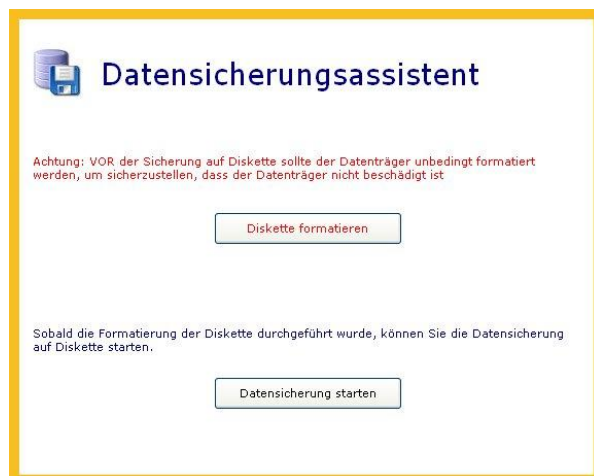 Datensicherungsassistent
Achtung: VOR der Sicherung auf Diskette sollte der Datenträger unbedingt formatiert
werden, um sicherzustellen, dass der Datenträger nicht beschädigt ist
Diskette formatieren
Sobald die Formatierung der Diskette durchgeführt wurde, können Sie die Datensicherung
auf Diskette starten.
Datensicherung starten